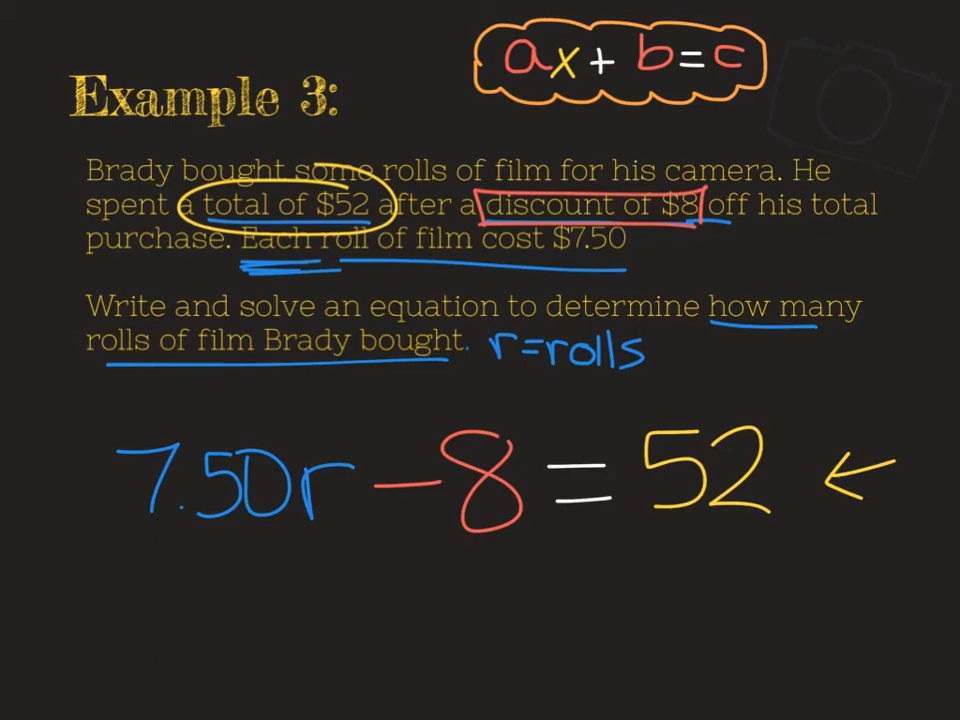 ax + b = c
Example 3:
Brady bought some rolls of film for his camera. He
spent a total of $52 after a discount of $8 off his total
purchase. Each roll of film cost $7.50
Write and solve an equation to determine how many
rolls of film Brady bought. r=rolls
7.50r - 8 = 52